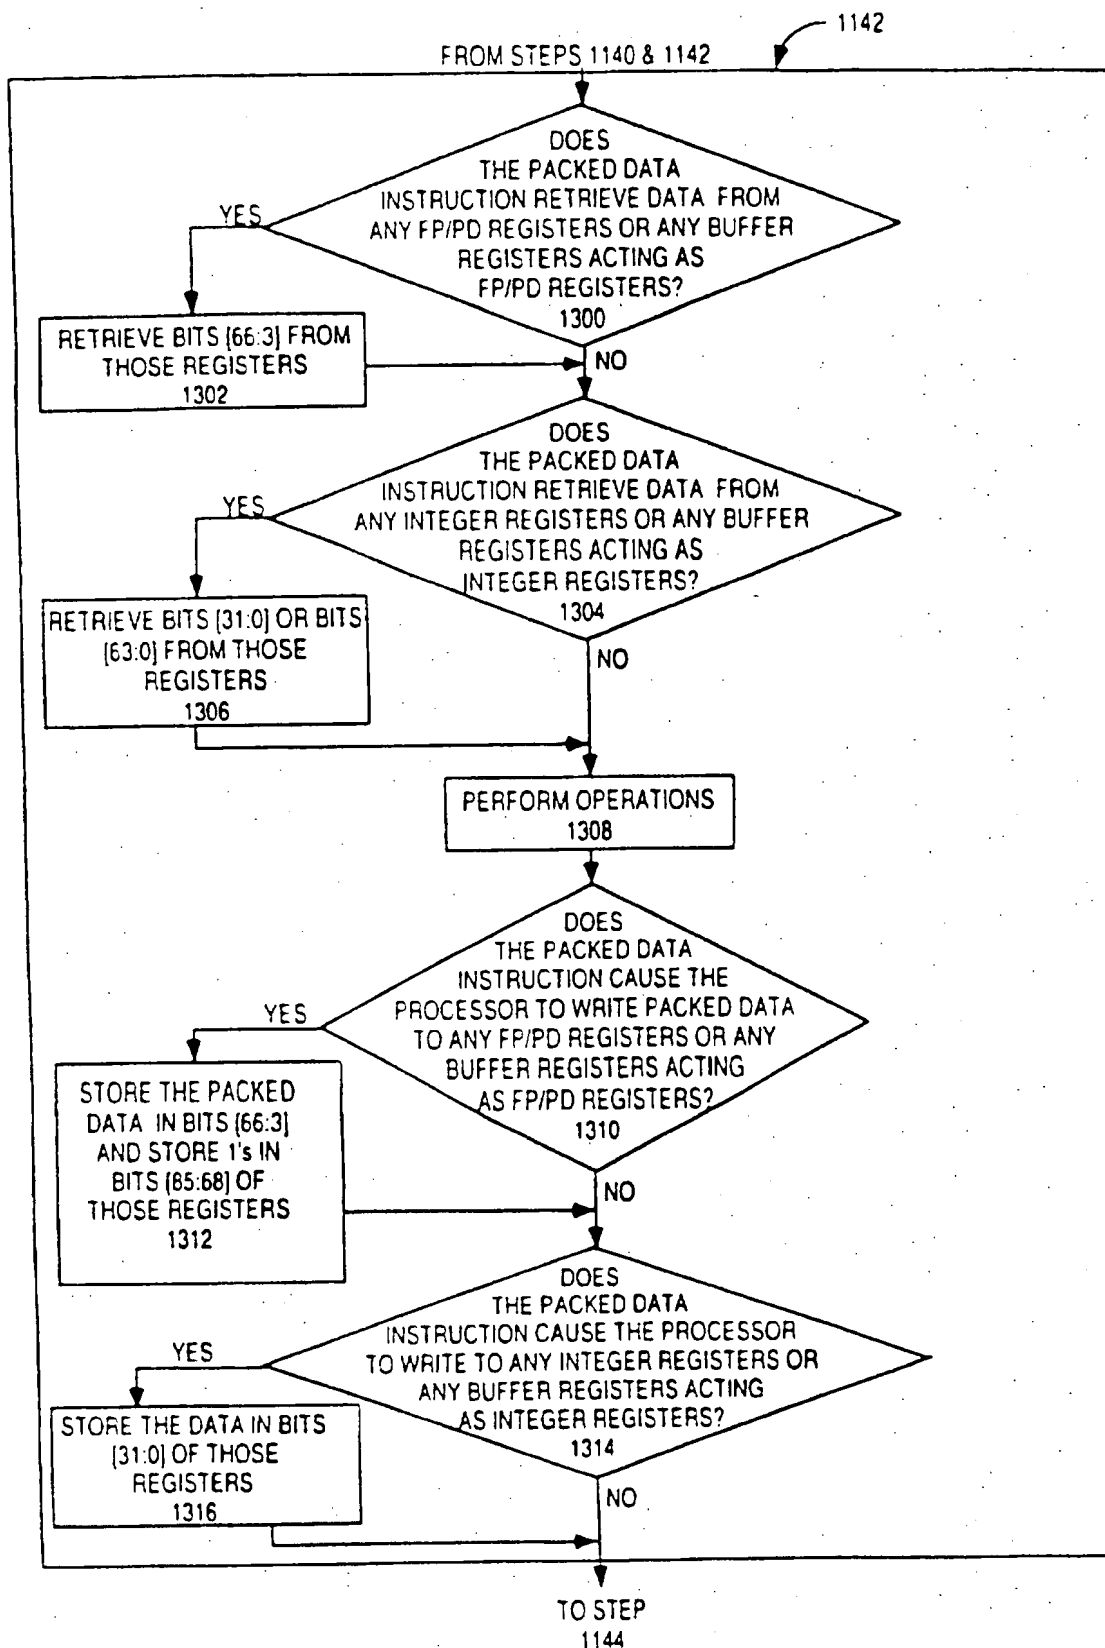 1142
FROM STEPS 1140 & 1142
DOES
THE PACKED DATA
INSTRUCTION RETRIEVE DATA FROM
ANY FP/PD REGISTERS OR ANY BUFFER
REGISTERS ACTING AS
FP/PD REGISTERS?
1300
YES
NO
RETRIEVE BITS [66:3] FROM
THOSE REGISTERS
1302
DOES
THE PACKED DATA
INSTRUCTION RETRIEVE DATA FROM
ANY INTEGER REGISTERS OR ANY BUFFER
REGISTERS ACTING AS
INTEGER REGISTERS?
1304
YES
NO
RETRIEVE BITS [31:0] OR BITS
[63:0] FROM THOSE
REGISTERS
1306
PERFORM OPERATIONS
1308
DOES
THE PACKED DATA
INSTRUCTION CAUSE THE
PROCESSOR TO WRITE PACKED DATA
TO ANY FP/PD REGISTERS OR ANY
BUFFER REGISTERS ACTING
AS FP/PD REGISTERS?
1310
YES
NO
STORE THE PACKED
DATA IN BITS [66:3]
AND STORE 1's IN
BITS [85:68] OF
THOSE REGISTERS
1312
DOES
THE PACKED DATA
INSTRUCTION CAUSE THE PROCESSOR
TO WRITE TO ANY INTEGER REGISTERS OR
ANY BUFFER REGISTERS ACTING
AS INTEGER REGISTERS?
1314
YES
NO
STORE THE DATA IN BITS
[31:0] OF THOSE
REGISTERS
1316
TO STEP
1144